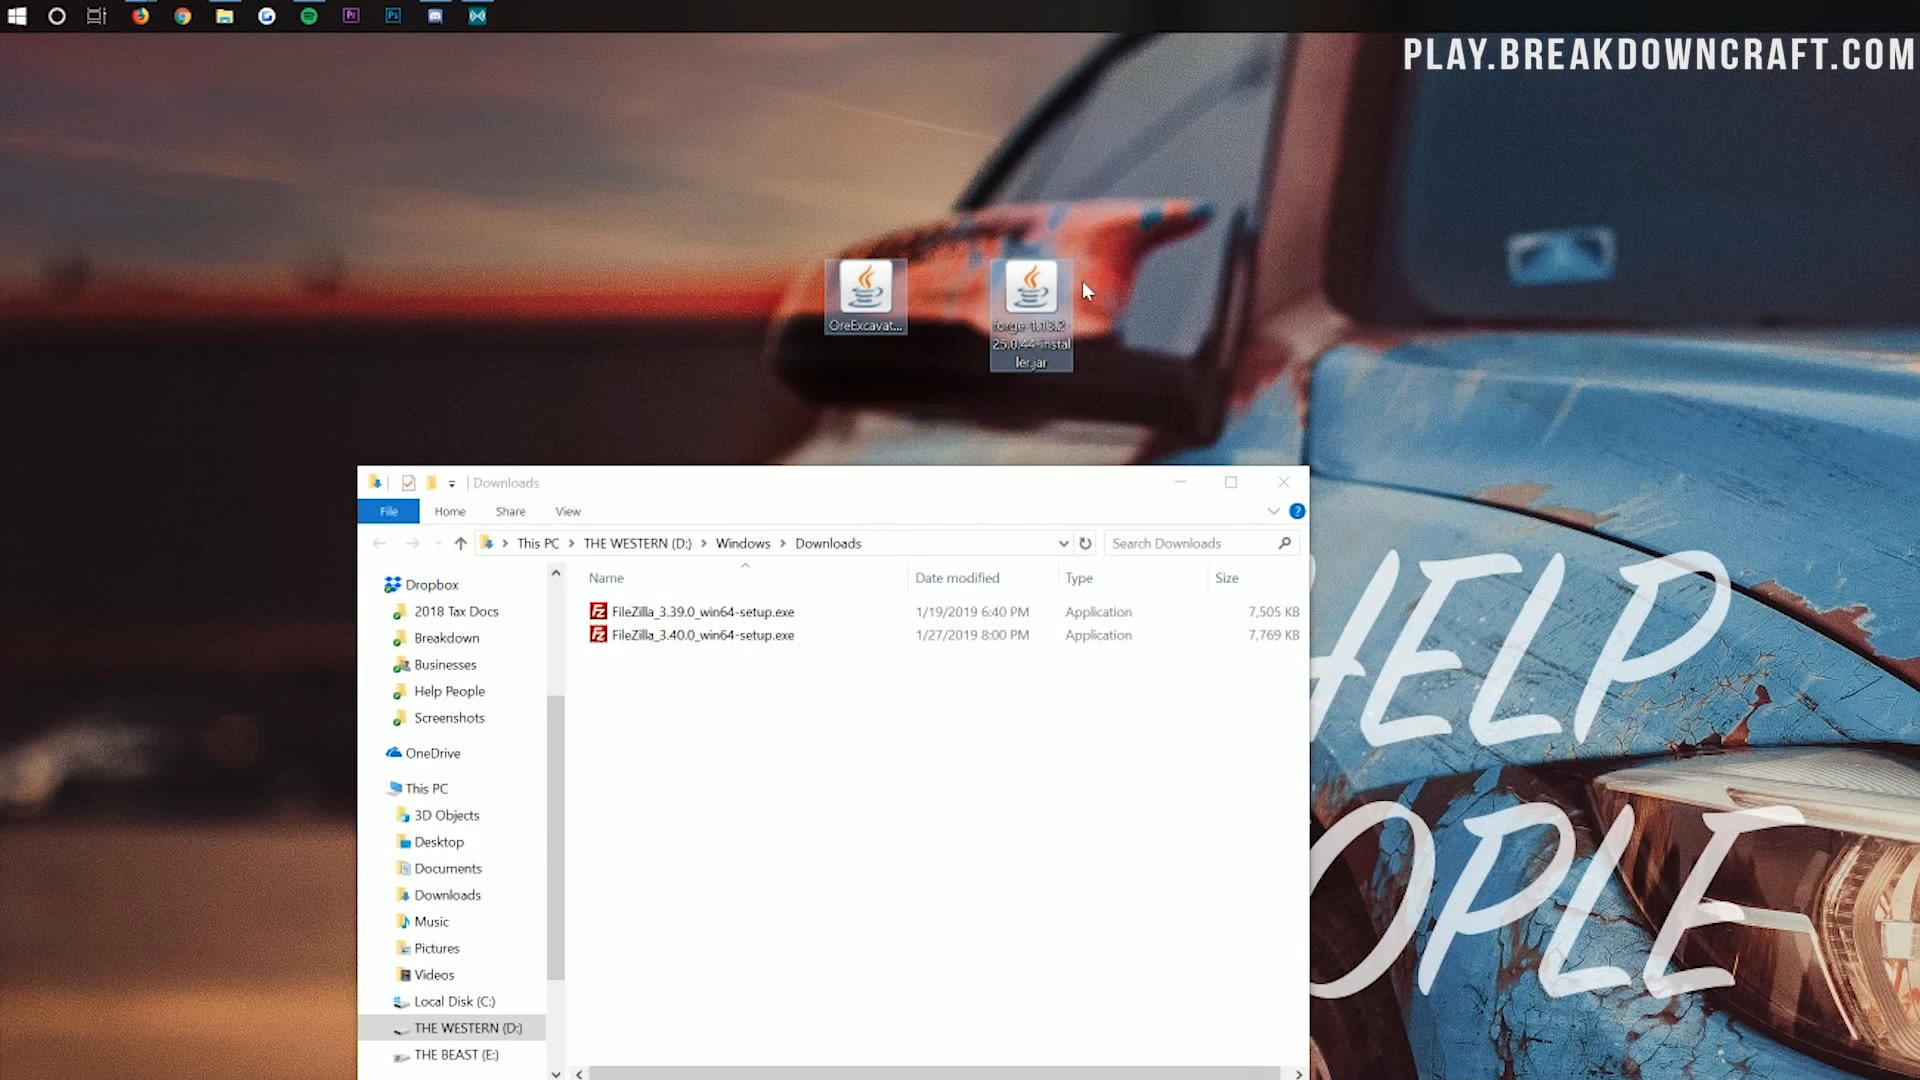 PLAY.BREAKDOWNCRAFT.COM
OreExcavat...
forge-1.13.2-
25.0.44-instal
ler.jar
Downloads
File Home Share View
This PC > THE WESTERN (D:) > Windows > Downloads
Search Downloads
Name Date modified Type Size
FileZilla_3.39.0_win64-setup.exe 1/19/2019 6:40 PM Application 7,505 KB
FileZilla_3.40.0_win64-setup.exe 1/27/2019 8:00 PM Application 7,769 KB
Dropbox
2018 Tax Docs
Breakdown
Businesses
Help People
Screenshots
OneDrive
This PC
3D Objects
Desktop
Documents
Downloads
Music
Pictures
Videos
Local Disk (C:)
THE WESTERN (D:)
THE BEAST (E:)
HELP
OPLE